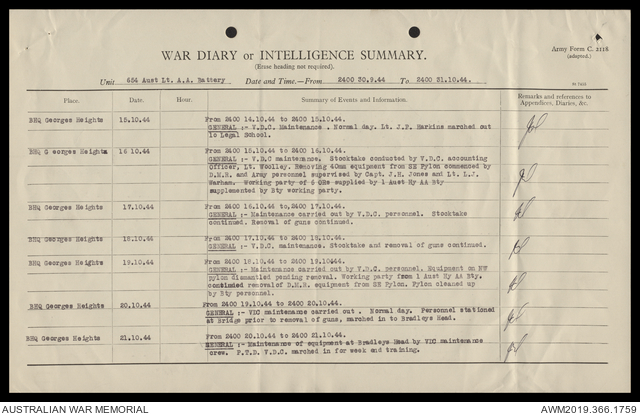 WAR DIARY or INTELLIGENCE SUMMARY.
(Erase heading not required).
Army Form C. 2118
(adapted.)
Unit 654 Aust Lt. A.A. Battery Date and Time.—From 2400 30.9.44 To 2400 31.10.44.
Place. Date. Hour. Summary of Events and Information. Remarks and references to
Appendices, Diaries, &c.
BHQ Georges Heights 15.10.44 From 2400 14.10.44 to 2400 15.10.44.
GENERAL :- V.D.C. Maintenance . Normal day. Lt. J.P. Harkins marched out
to Legal School.
BHQ G eorges Heights 16 10.44 From 2400 15.10.44 to 2400 16.10.44.
GENERAL :- V.D.C maintenance. Stocktake conducted by V.D.C. accounting
Officer, Lt. Woolley. Removing 40mm equipment from SE Pylon commenced by
D.M.R. and Army personnel supervised by Capt. J.H. Jones and Lt. L.J.
Warham. Working party of 6 ORs supplied by 1 Aust Hy AA Bty
supplemented by Bty working party.
BHQ Georges Heights 17.10.44 From 2400 16.10.44 to 2400 17.10.44.
GENERAL :- Maintenance carried out by V.D.C. personnel. Stocktake
continued. Removal of guns continued.
BHQ Georges Heights 18.10.44 From 2400 17.10.44 to 2400 18.10.44.
GENERAL :- V.D.C. maintenance. Stocktake and removal of guns continued.
BHQ Georges Heights 19.10.44 From 2400 18.10.44 to 2400 19.10.44.
GENERAL :- Maintenance carried out by V.D.C. personnel. Equipment on NW
pylon dismantled pending removal. Working party from 1 Aust Hy AA Bty.
continued removalof D.M.R. equipment from SE Pylon. Pylon cleaned up
by Bty personnel.
BHQ Georges Heights 20.10.44 From 2400 19.10.44 to 2400 20.10.44.
GENERAL :- VDC maintenance carried out . Normal day. Personnel stationed
at Bridge prior to removal of guns, marched in to Bradleys Head.
BHQ Georges Heights 21.10.44 From 2400 20.10.44 to 2400 21.10.44.
GENERAL :- Maintenance of equipment at Bradleys Head by VDC maintenance
crew. P.T.D. V.D.C. marched in for week end training.
AUSTRALIAN WAR MEMORIAL
AWM2019.366.1759